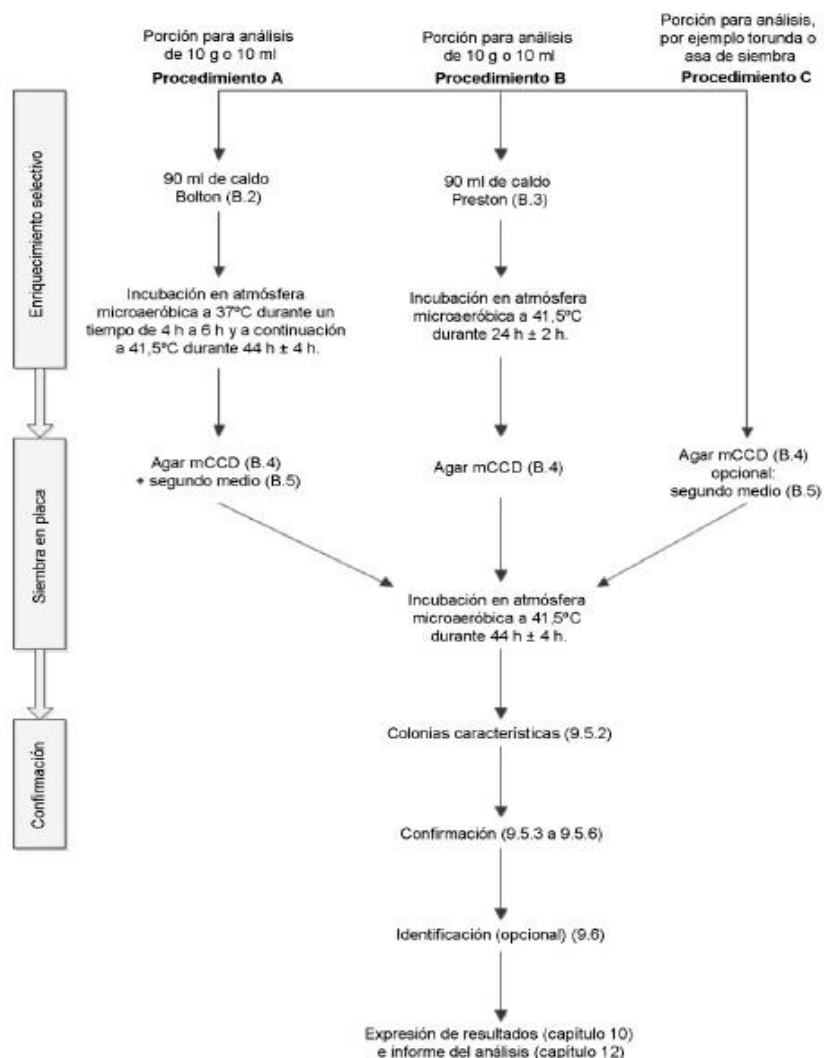 Porción para análisis
de 10 g o 10 ml
Procedimiento A
Porción para análisis
de 10 g o 10 ml
Procedimiento B
Porción para análisis,
por ejemplo torunda o
asa de siembra
Procedimiento C
Enriquecimiento selectivo
90 ml de caldo
Bolton (B.2)
90 ml de caldo
Preston (B.3)
Incubación en atmósfera
microaeróbica a 37ºC durante un
tiempo de 4 h a 6 h y a continuación
a 41,5ºC durante 44 h ± 4 h.
Incubación en atmósfera
microaeróbica a 41,5ºC
durante 24 h ± 2 h.
Siembra en placa
Agar mCCD (B.4)
+ segundo medio (B.5)
Agar mCCD (B.4)
Agar mCCD (B.4)
opcional:
segundo medio (B.5)
Incubación en atmósfera
microaeróbica a 41,5ºC
durante 44 h ± 4 h.
Confirmación
Colonias características (9.5.2)
Confirmación (9.5.3 a 9.5.6)
Identificación (opcional) (9.6)
Expresión de resultados (capítulo 10)
e informe del análisis (capítulo 12)